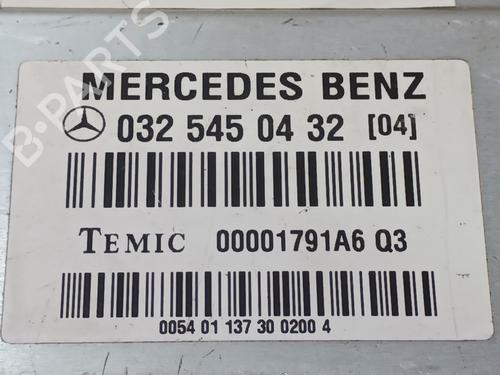 MERCEDES BENZ
032 545 04 32 [04]
TEMIC 00001791A6 Q3
0054 01 137 30 0200 4
B-PARTS